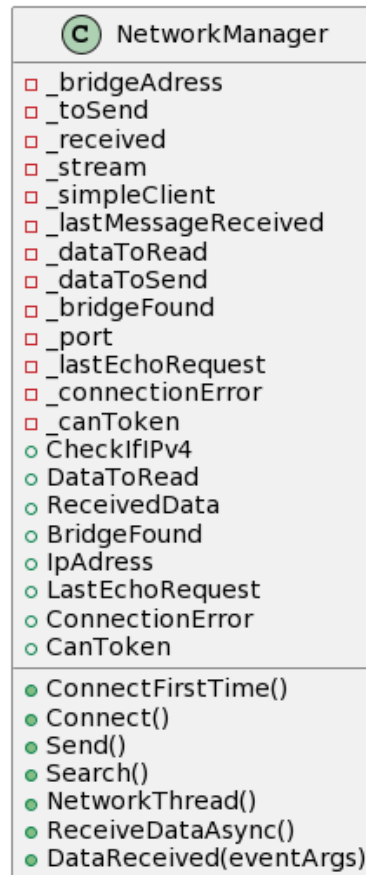 C NetworkManager
_bridgeAdress
_toSend
_received
_stream
_simpleClient
_lastMessageReceived
_dataToRead
_dataToSend
_bridgeFound
_port
_lastEchoRequest
_connectionError
_canToken
CheckIfIPv4
DataToRead
ReceivedData
BridgeFound
IpAdress
LastEchoRequest
ConnectionError
CanToken
ConnectFirstTime()
Connect()
Send()
Search()
NetworkThread()
ReceiveDataAsync()
DataReceived(eventArgs)